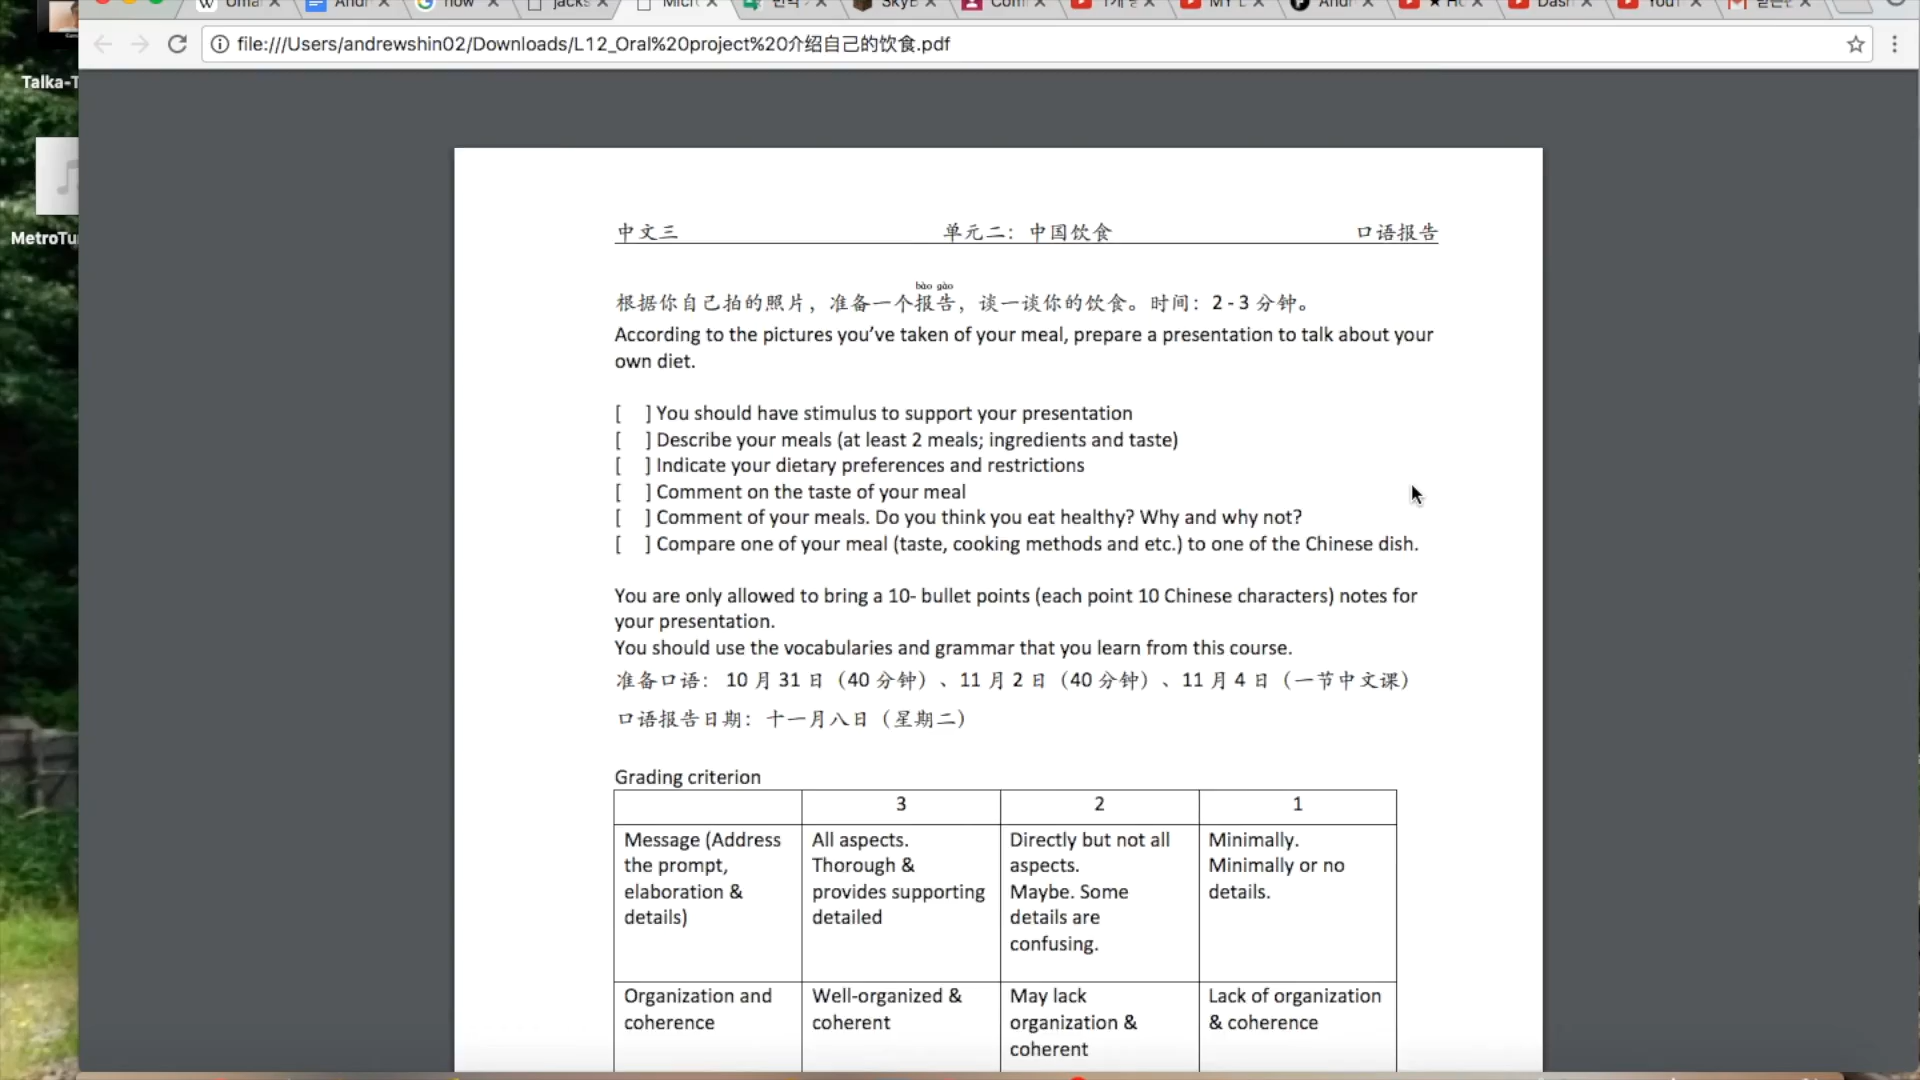 Talka-T
MetroTu
file:///Users/andrewshin02/Downloads/L12_Oral%20project%20介绍自己的饮食.pdf
中文三 单元二：中国饮食 口语报告
bào gào
根据你自己拍的照片，准备一个报告，谈一谈你的饮食。时间：2 - 3 分钟。
According to the pictures you've taken of your meal, prepare a presentation to talk about your
own diet.
[ ] You should have stimulus to support your presentation
[ ] Describe your meals (at least 2 meals; ingredients and taste)
[ ] Indicate your dietary preferences and restrictions
[ ] Comment on the taste of your meal
[ ] Comment of your meals. Do you think you eat healthy? Why and why not?
[ ] Compare one of your meal (taste, cooking methods and etc.) to one of the Chinese dish.
You are only allowed to bring a 10- bullet points (each point 10 Chinese characters) notes for
your presentation.
You should use the vocabularies and grammar that you learn from this course.
准备口语： 10 月 31 日（40 分钟）、11 月 2 日（40 分钟）、11 月 4 日（一节中文课）
口语报告日期：十一月八日（星期二）
Grading criterion
3 2 1
Message (Address All aspects. Directly but not all Minimally.
the prompt, Thorough & aspects. Minimally or no
elaboration & provides supporting Maybe. Some details.
details) detailed details are
confusing.
Organization and Well-organized & May lack Lack of organization
coherence coherent organization & & coherence
coherent